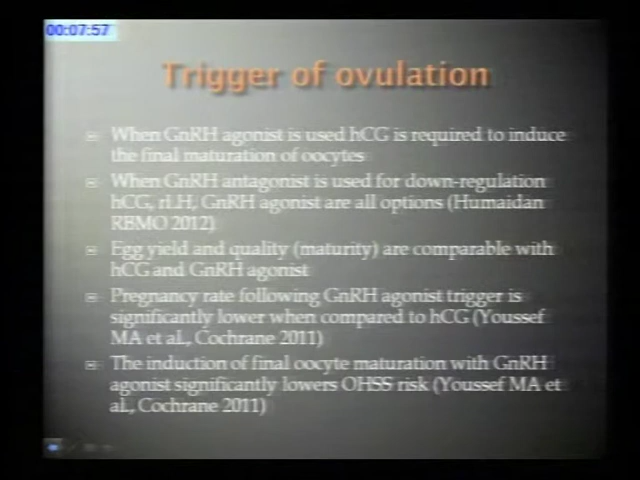 00:07:57
Trigger of ovulation
When GnRH agonist is used hCG is required to induce
the final maturation of oocytes
When GnRH antagonist is used for down-regulation
hCG, rLH, GnRH agonist are all options (Humaidan
RBMO 2012)
Egg yield and quality (maturity) are comparable with
hCG and GnRH agonist
Pregnancy rate following GnRH agonist trigger is
significantly lower when compared to hCG (Youssef
MA et al., Cochrane 2011)
The induction of final oocyte maturation with GnRH
agonist significantly lowers OHSS risk (Youssef MA et
al., Cochrane 2011)